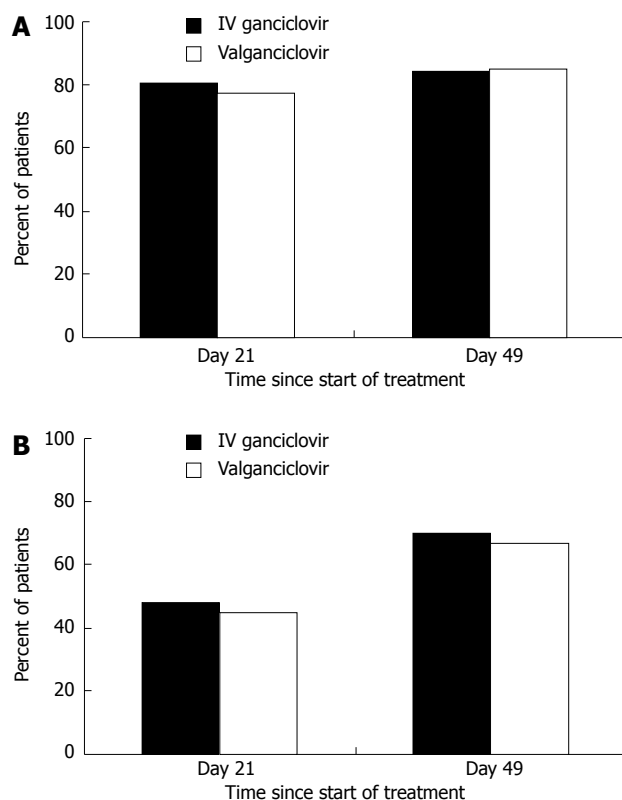 A
IV ganciclovir
Valganciclovir
Percent of patients
100
80
60
40
20
0
Day 21 Day 49
Time since start of treatment
B
IV ganciclovir
Valganciclovir
Percent of patients
100
80
60
40
20
0
Day 21 Day 49
Time since start of treatment